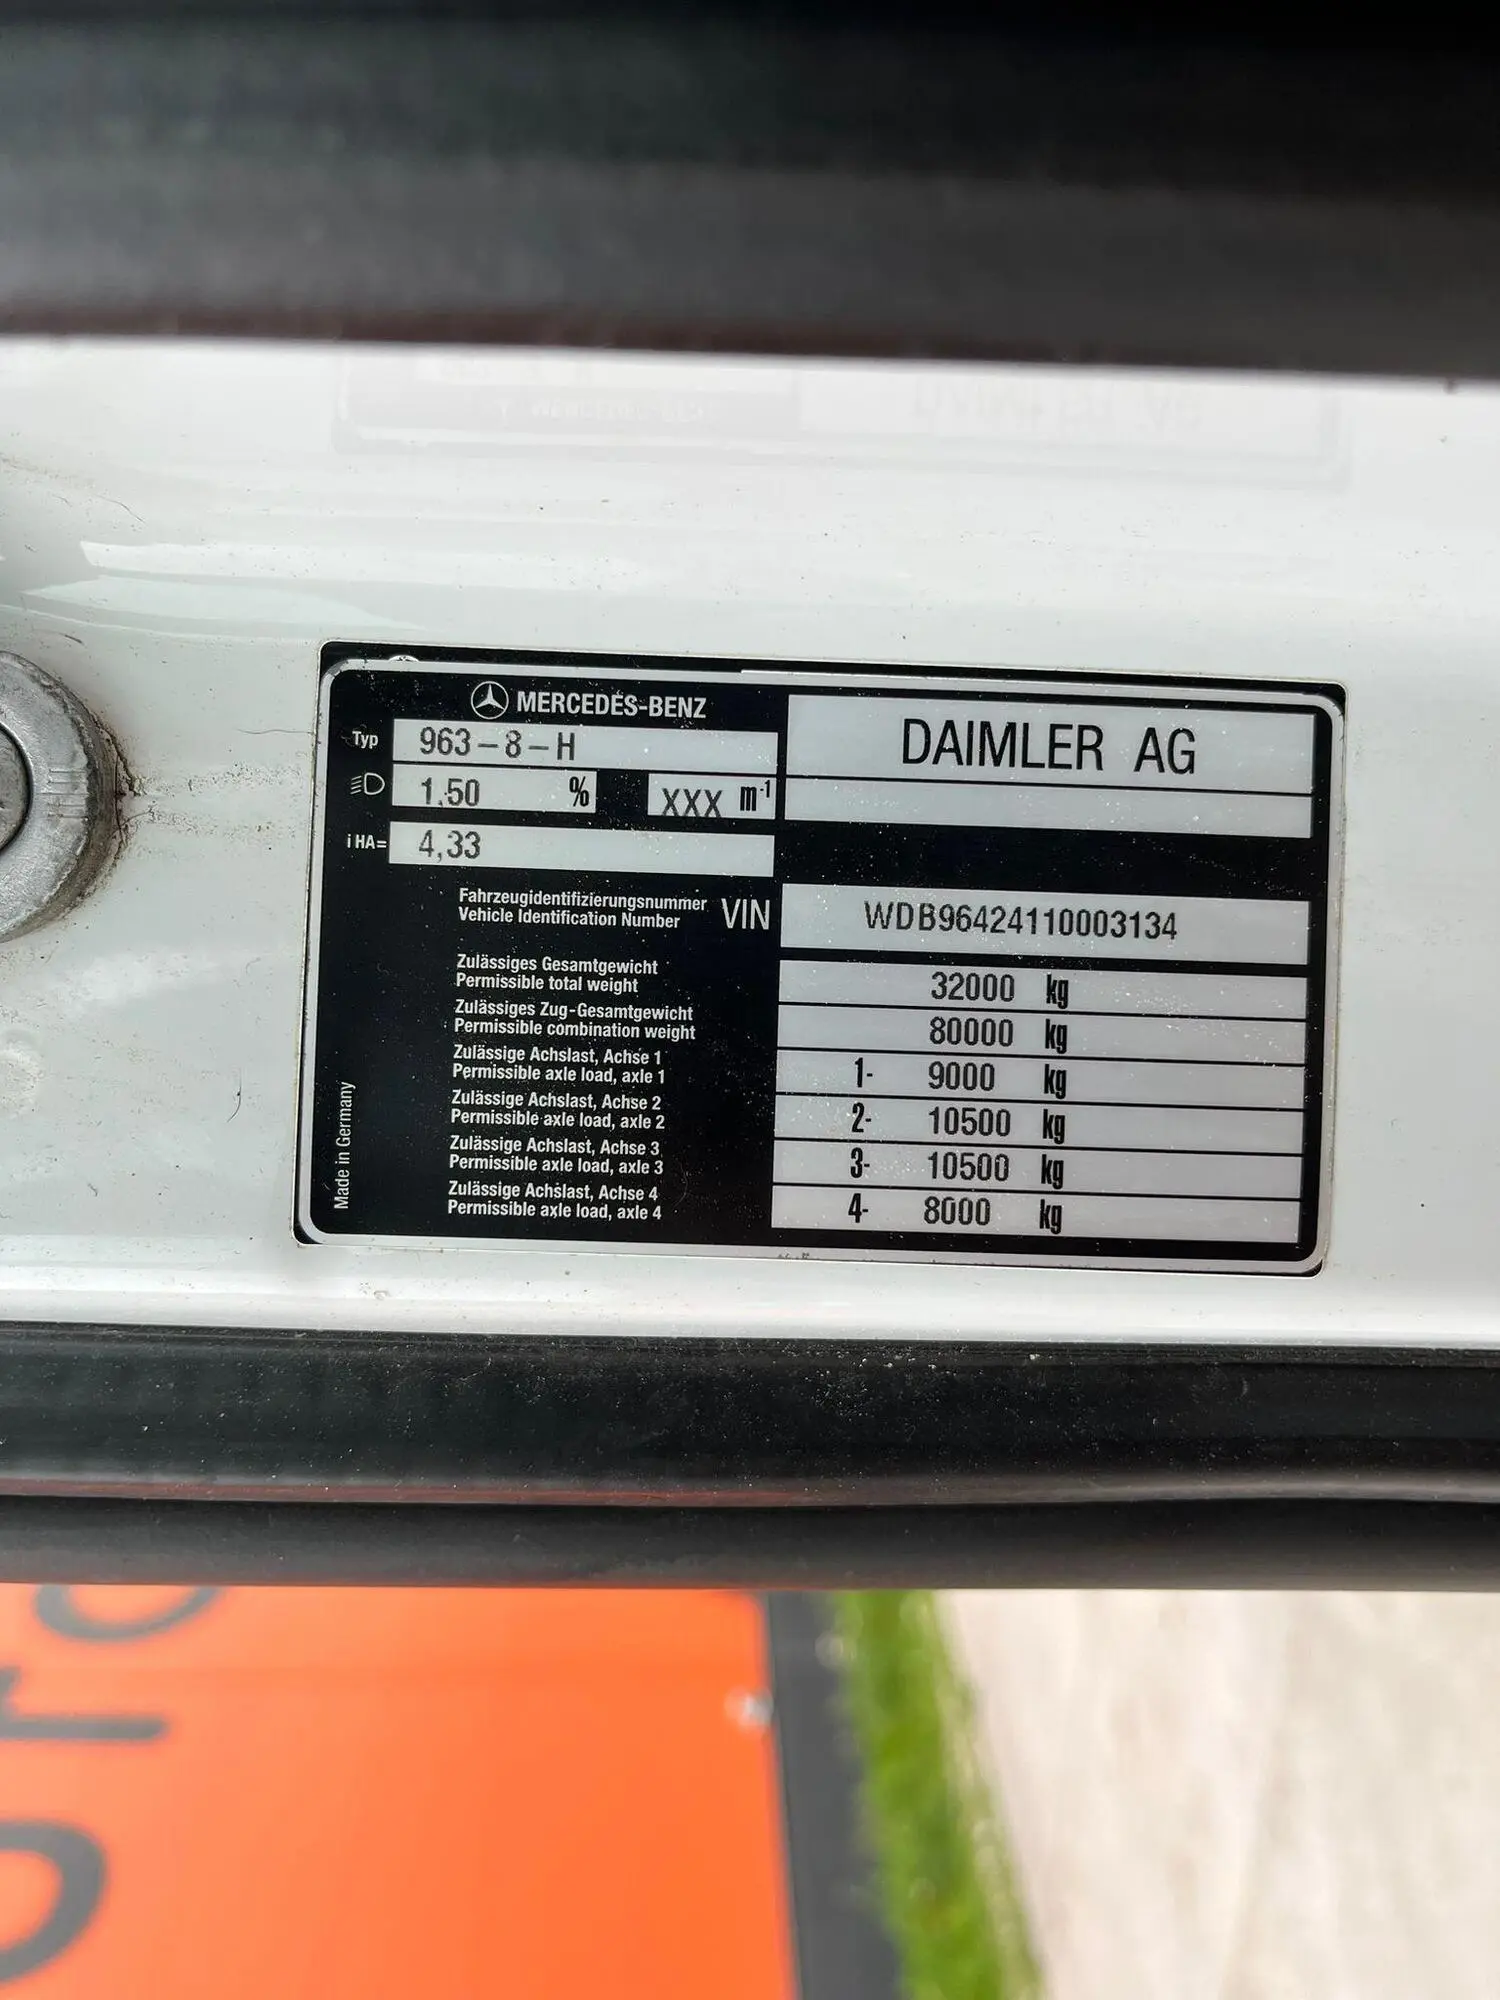 MERCEDES-BENZ
DAIMLER AG
Typ 963-8-H
1.50 % XXX m-1
i HA= 4,33
Fahrzeugidentifizierungsnummer
Vehicle Identification Number
VIN WDB96424110003134
Zulässiges Gesamtgewicht
Permissible total weight
32000 kg
Zulässiges Zug-Gesamtgewicht
Permissible combination weight
80000 kg
Zulässige Achslast, Achse 1
Permissible axle load, axle 1
1- 9000 kg
Zulässige Achslast, Achse 2
Permissible axle load, axle 2
2- 10500 kg
Zulässige Achslast, Achse 3
Permissible axle load, axle 3
3- 10500 kg
Zulässige Achslast, Achse 4
Permissible axle load, axle 4
4- 8000 kg
Made in Germany